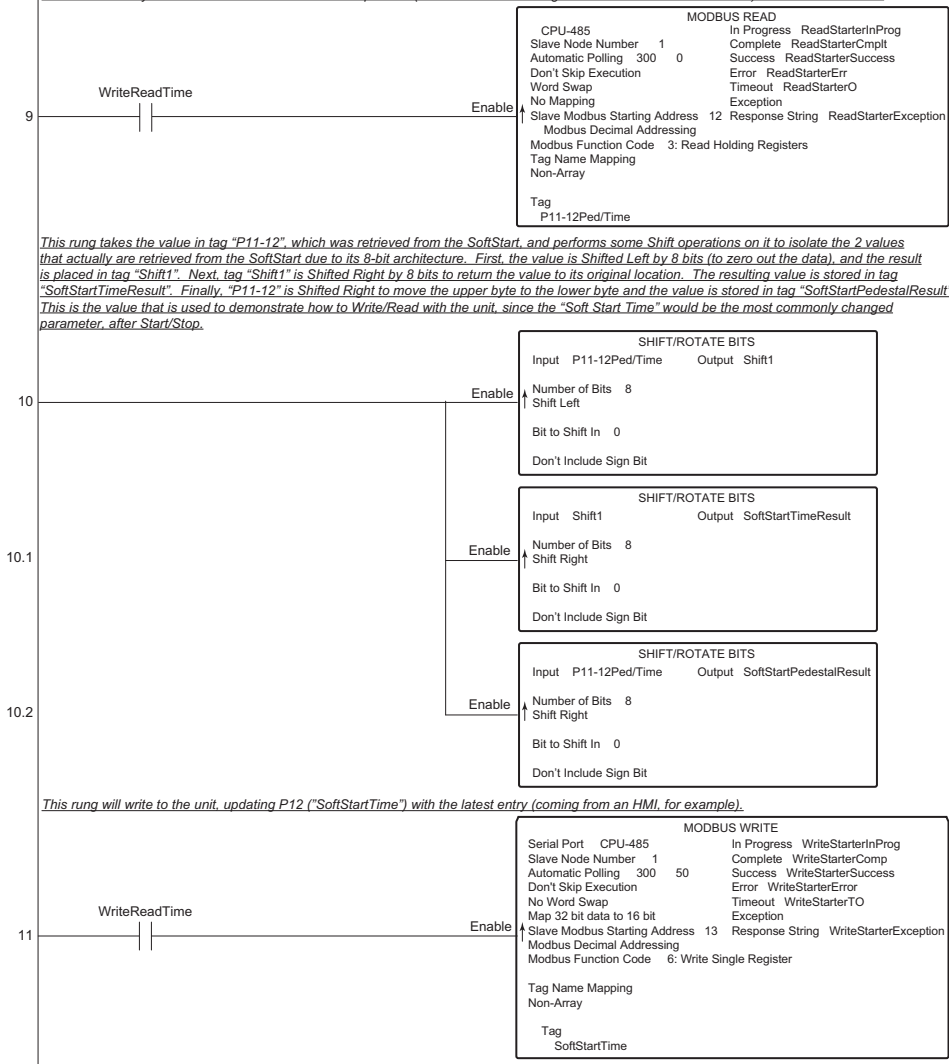 MODBUS READ
CPU-485 In Progress ReadStarterInProg
Slave Node Number 1 Complete ReadStarterCmplt
Automatic Polling 300 0 Success ReadStarterSuccess
Don't Skip Execution Error ReadStarterErr
Word Swap Timeout ReadStarterO
No Mapping Exception
Slave Modbus Starting Address 12 Response String ReadStarterException
Modbus Decimal Addressing
Modbus Function Code 3: Read Holding Registers
Tag Name Mapping
Non-Array
Tag
P11-12Ped/Time
WriteReadTime
Enable
9
This rung takes the value in tag “P11-12”, which was retrieved from the SoftStart, and performs some Shift operations on it to isolate the 2 values
that actually are retrieved from the SoftStart due to its 8-bit architecture. First, the value is Shifted Left by 8 bits (to zero out the data), and the result
is placed in tag “Shift1”. Next, tag “Shift1” is Shifted Right by 8 bits to return the value to its original location. The resulting value is stored in tag
“SoftStartTimeResult”. Finally, “P11-12” is Shifted Right to move the upper byte to the lower byte and the value is stored in tag “SoftStartPedestalResult
This is the value that is used to demonstrate how to Write/Read with the unit, since the “Soft Start Time” would be the most commonly changed
parameter, after Start/Stop.
SHIFT/ROTATE BITS
Input P11-12Ped/Time Output Shift1
Number of Bits 8
Shift Left
Bit to Shift In 0
Don't Include Sign Bit
Enable
10
SHIFT/ROTATE BITS
Input Shift1 Output SoftStartTimeResult
Number of Bits 8
Shift Right
Bit to Shift In 0
Don't Include Sign Bit
Enable
10.1
SHIFT/ROTATE BITS
Input P11-12Ped/Time Output SoftStartPedestalResult
Number of Bits 8
Shift Right
Bit to Shift In 0
Don't Include Sign Bit
Enable
10.2
This rung will write to the unit, updating P12 ("SoftStartTime") with the latest entry (coming from an HMI, for example).
MODBUS WRITE
Serial Port CPU-485 In Progress WriteStarterInProg
Slave Node Number 1 Complete WriteStarterComp
Automatic Polling 300 50 Success WriteStarterSuccess
Don't Skip Execution Error WriteStarterError
No Word Swap Timeout WriteStarterTO
Map 32 bit data to 16 bit Exception
Slave Modbus Starting Address 13 Response String WriteStarterException
Modbus Decimal Addressing
Modbus Function Code 6: Write Single Register
Tag Name Mapping
Non-Array
Tag
SoftStartTime
WriteReadTime
Enable
11